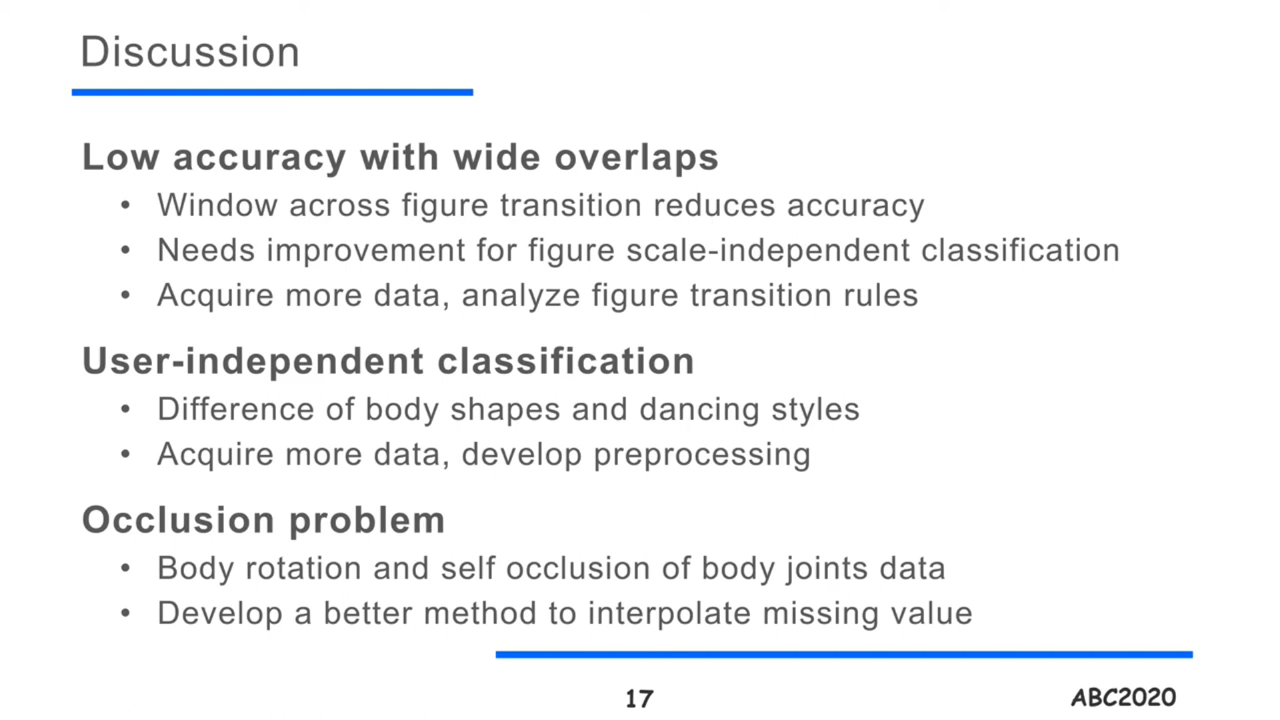 Discussion
Low accuracy with wide overlaps
• Window across figure transition reduces accuracy
• Needs improvement for figure scale-independent classification
• Acquire more data, analyze figure transition rules
User-independent classification
• Difference of body shapes and dancing styles
• Acquire more data, develop preprocessing
Occlusion problem
• Body rotation and self occlusion of body joints data
• Develop a better method to interpolate missing value
17
ABC2020